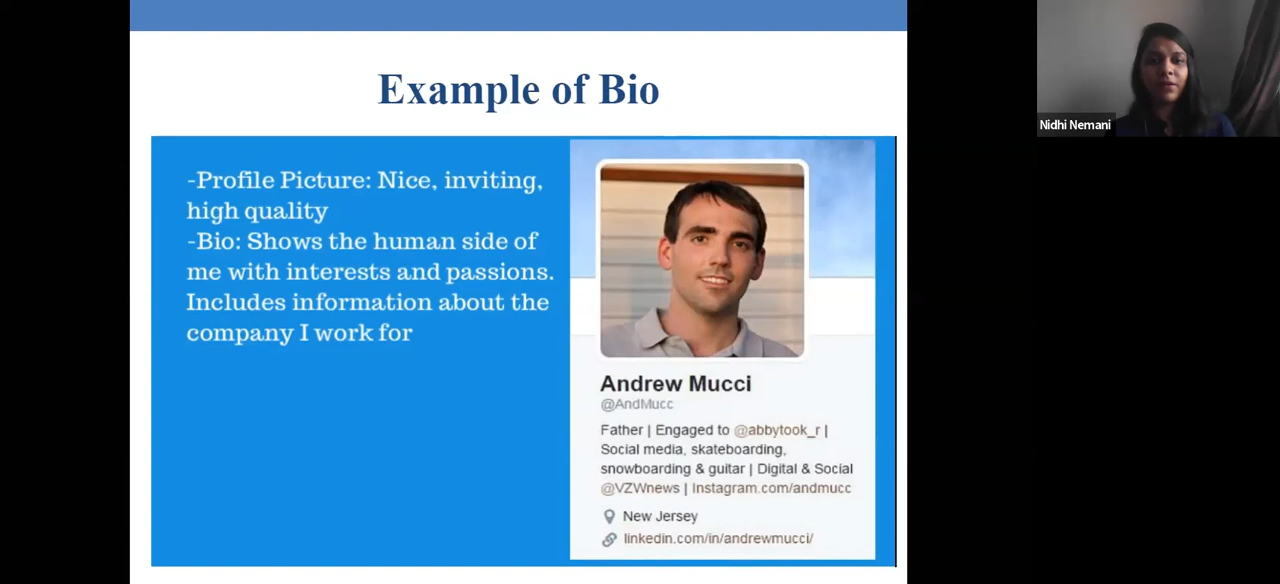 Example of Bio
-Profile Picture: Nice, inviting,
high quality
-Bio: Shows the human side of
me with interests and passions.
Includes information about the
company I work for
Andrew Mucci
@AndMucc
Father | Engaged to @abbytook_r |
Social media, skateboarding,
snowboarding & guitar | Digital & Social
@VZWnews | Instagram.com/andmucc
New Jersey
linkedin.com/in/andrewmucci/
Nidhi Nemani